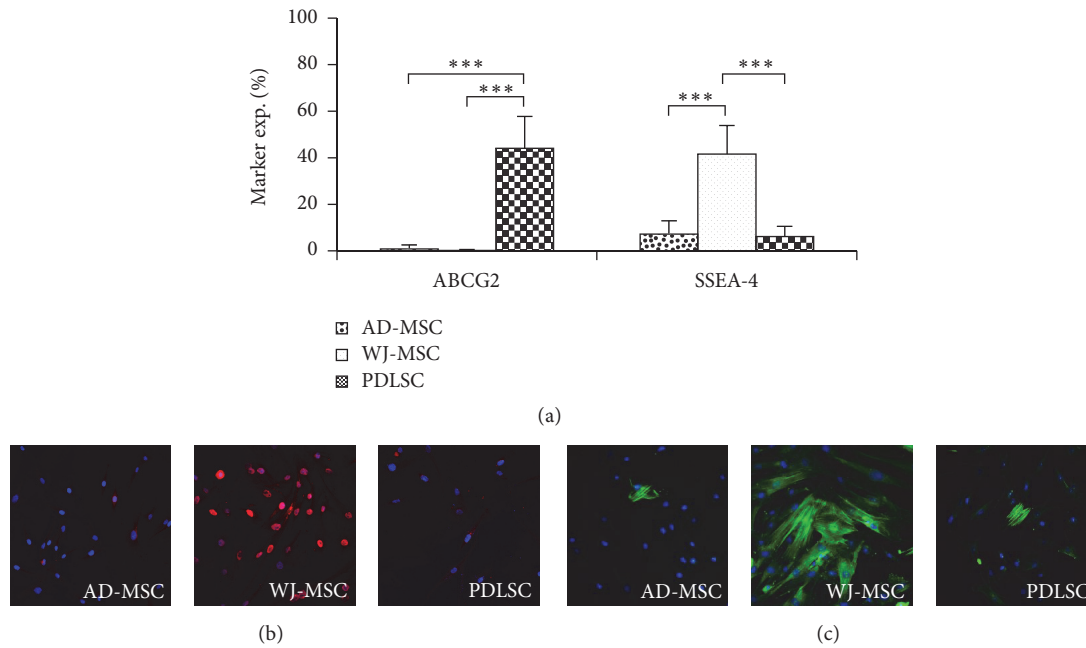 100
80
60
40
20
0
Marker exp. (%)
***
***
***
***
ABCG2
SSEA-4
AD-MSC
WJ-MSC
PDLSC
(a)
AD-MSC
WJ-MSC
PDLSC
AD-MSC
WJ-MSC
PDLSC
(b)
(c)